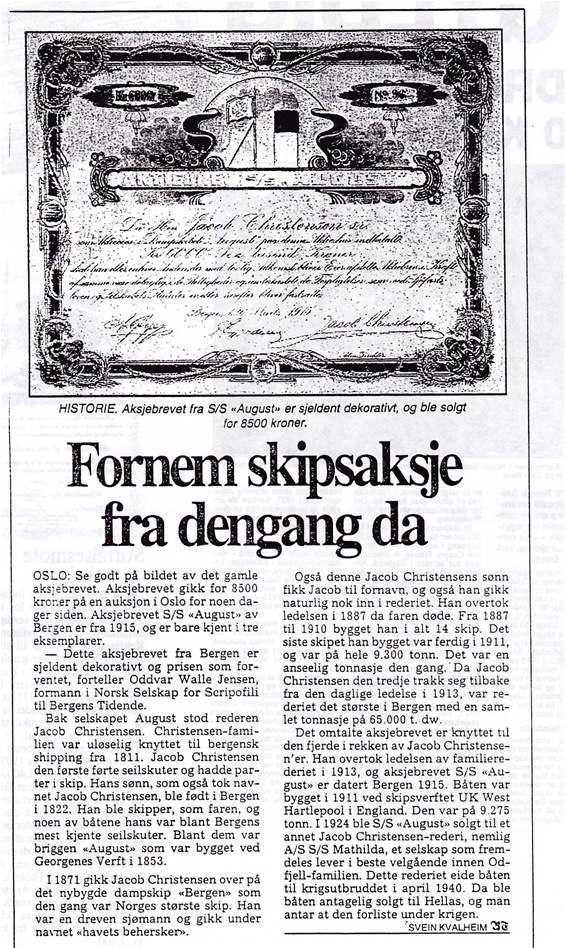 Jacob Christensen sr.
Jacob Christensen
HISTORIE. Aksjebrevet fra S/S «August» er sjeldent dekorativt, og ble solgt
for 8500 kroner.
Fornem skipsaksje
fra dengang da
OSLO: Se godt på bildet av det gamle
aksjebrevet. Aksjebrevet gikk for 8500
kroner på en auksjon i Oslo for noen da-
ger siden. Aksjebrevet S/S «August» av
Bergen er fra 1915, og er bare kjent i tre
eksemplarer.
— Dette aksjebrevet fra Bergen er
sjeldent dekorativt og prisen som for-
ventet, forteller Oddvar Walle Jensen,
formann i Norsk Selskap for Scripofili
til Bergens Tidende.
Bak selskapet August stod rederen
Jacob Christensen. Christensen-fami-
lien var uløselig knyttet til bergensk
shipping fra 1811. Jacob Christensen
den første førte seilskuter og hadde par-
ter i skip. Hans sønn, som også tok nav-
net Jacob Christensen, ble født i Bergen
i 1822. Han ble skipper, som faren, og
noen av båtene hans var blant Bergens
mest kjente seilskuter. Blant dem var
briggen «August» som var bygget ved
Georgenes Verft i 1853.
I 1871 gikk Jacob Christensen over på
det nybygde dampskip «Bergen» som
den gang var Norges største skip. Han
var en dreven sjømann og gikk under
navnet «havets behersker».
Også denne Jacob Christensens sønn
fikk Jacob til fornavn, og også han gikk
naturlig nok inn i rederiet. Han overtok
ledelsen i 1887 da faren døde. Fra 1887
til 1910 bygget han i alt 14 skip. Det
siste skipet han bygget var ferdig i 1911,
og var på hele 9.300 tonn. Det var en
anseelig tonnasje den gang. Da Jacob
Christensen den tredje trakk seg tilbake
fra den daglige ledelse i 1913, var re-
deriet det største i Bergen med en sam-
let tonnasje på 65.000 t. dw.
Det omtalte aksjebrevet er knyttet til
den fjerde i rekken av Jacob Christense-
n'er. Han overtok ledelsen av familiere-
deriet i 1913, og aksjebrevet S/S «Au-
gust» er datert Bergen 1915. Båten var
bygget i 1911 ved skipsverftet UK West
Hartlepool i England. Den var på 9.275
tonn. I 1924 ble S/S «August» solgt til et
annet Jacob Christensen-rederi, nemlig
A/S S/S Mathilda, et selskap som frem-
deles lever i beste velgående innen Od-
fjell-familien. Dette rederiet eide båten
til krigsutbruddet i april 1940. Da ble
båten antagelig solgt til Hellas, og man
antar at den forliste under krigen.
SVEIN KVALHEIM BT